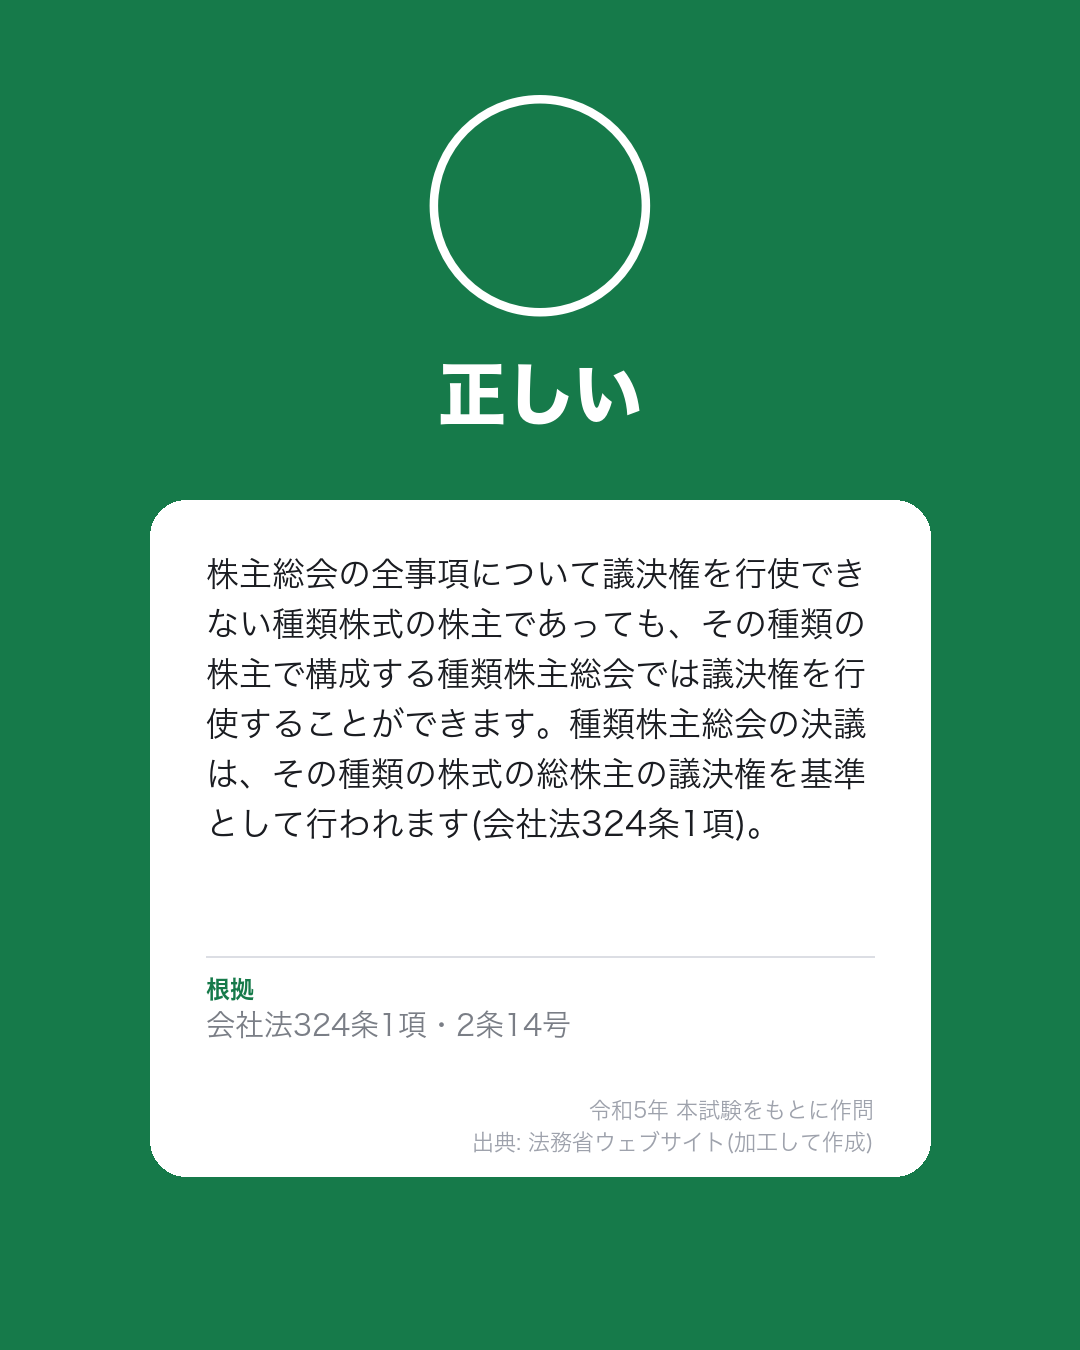 正しい
株主総会の全事項について議決権を行使でき
ない種類株式の株主であっても、その種類の
株主で構成する種類株主総会では議決権を行
使することができます。種類株主総会の決議
は、その種類の株式の総株主の議決権を基準
として行われます(会社法324条1項)。
根拠
会社法324条1項・2条14号
令和5年 本試験をもとに作問
出典: 法務省ウェブサイト(加工して作成)